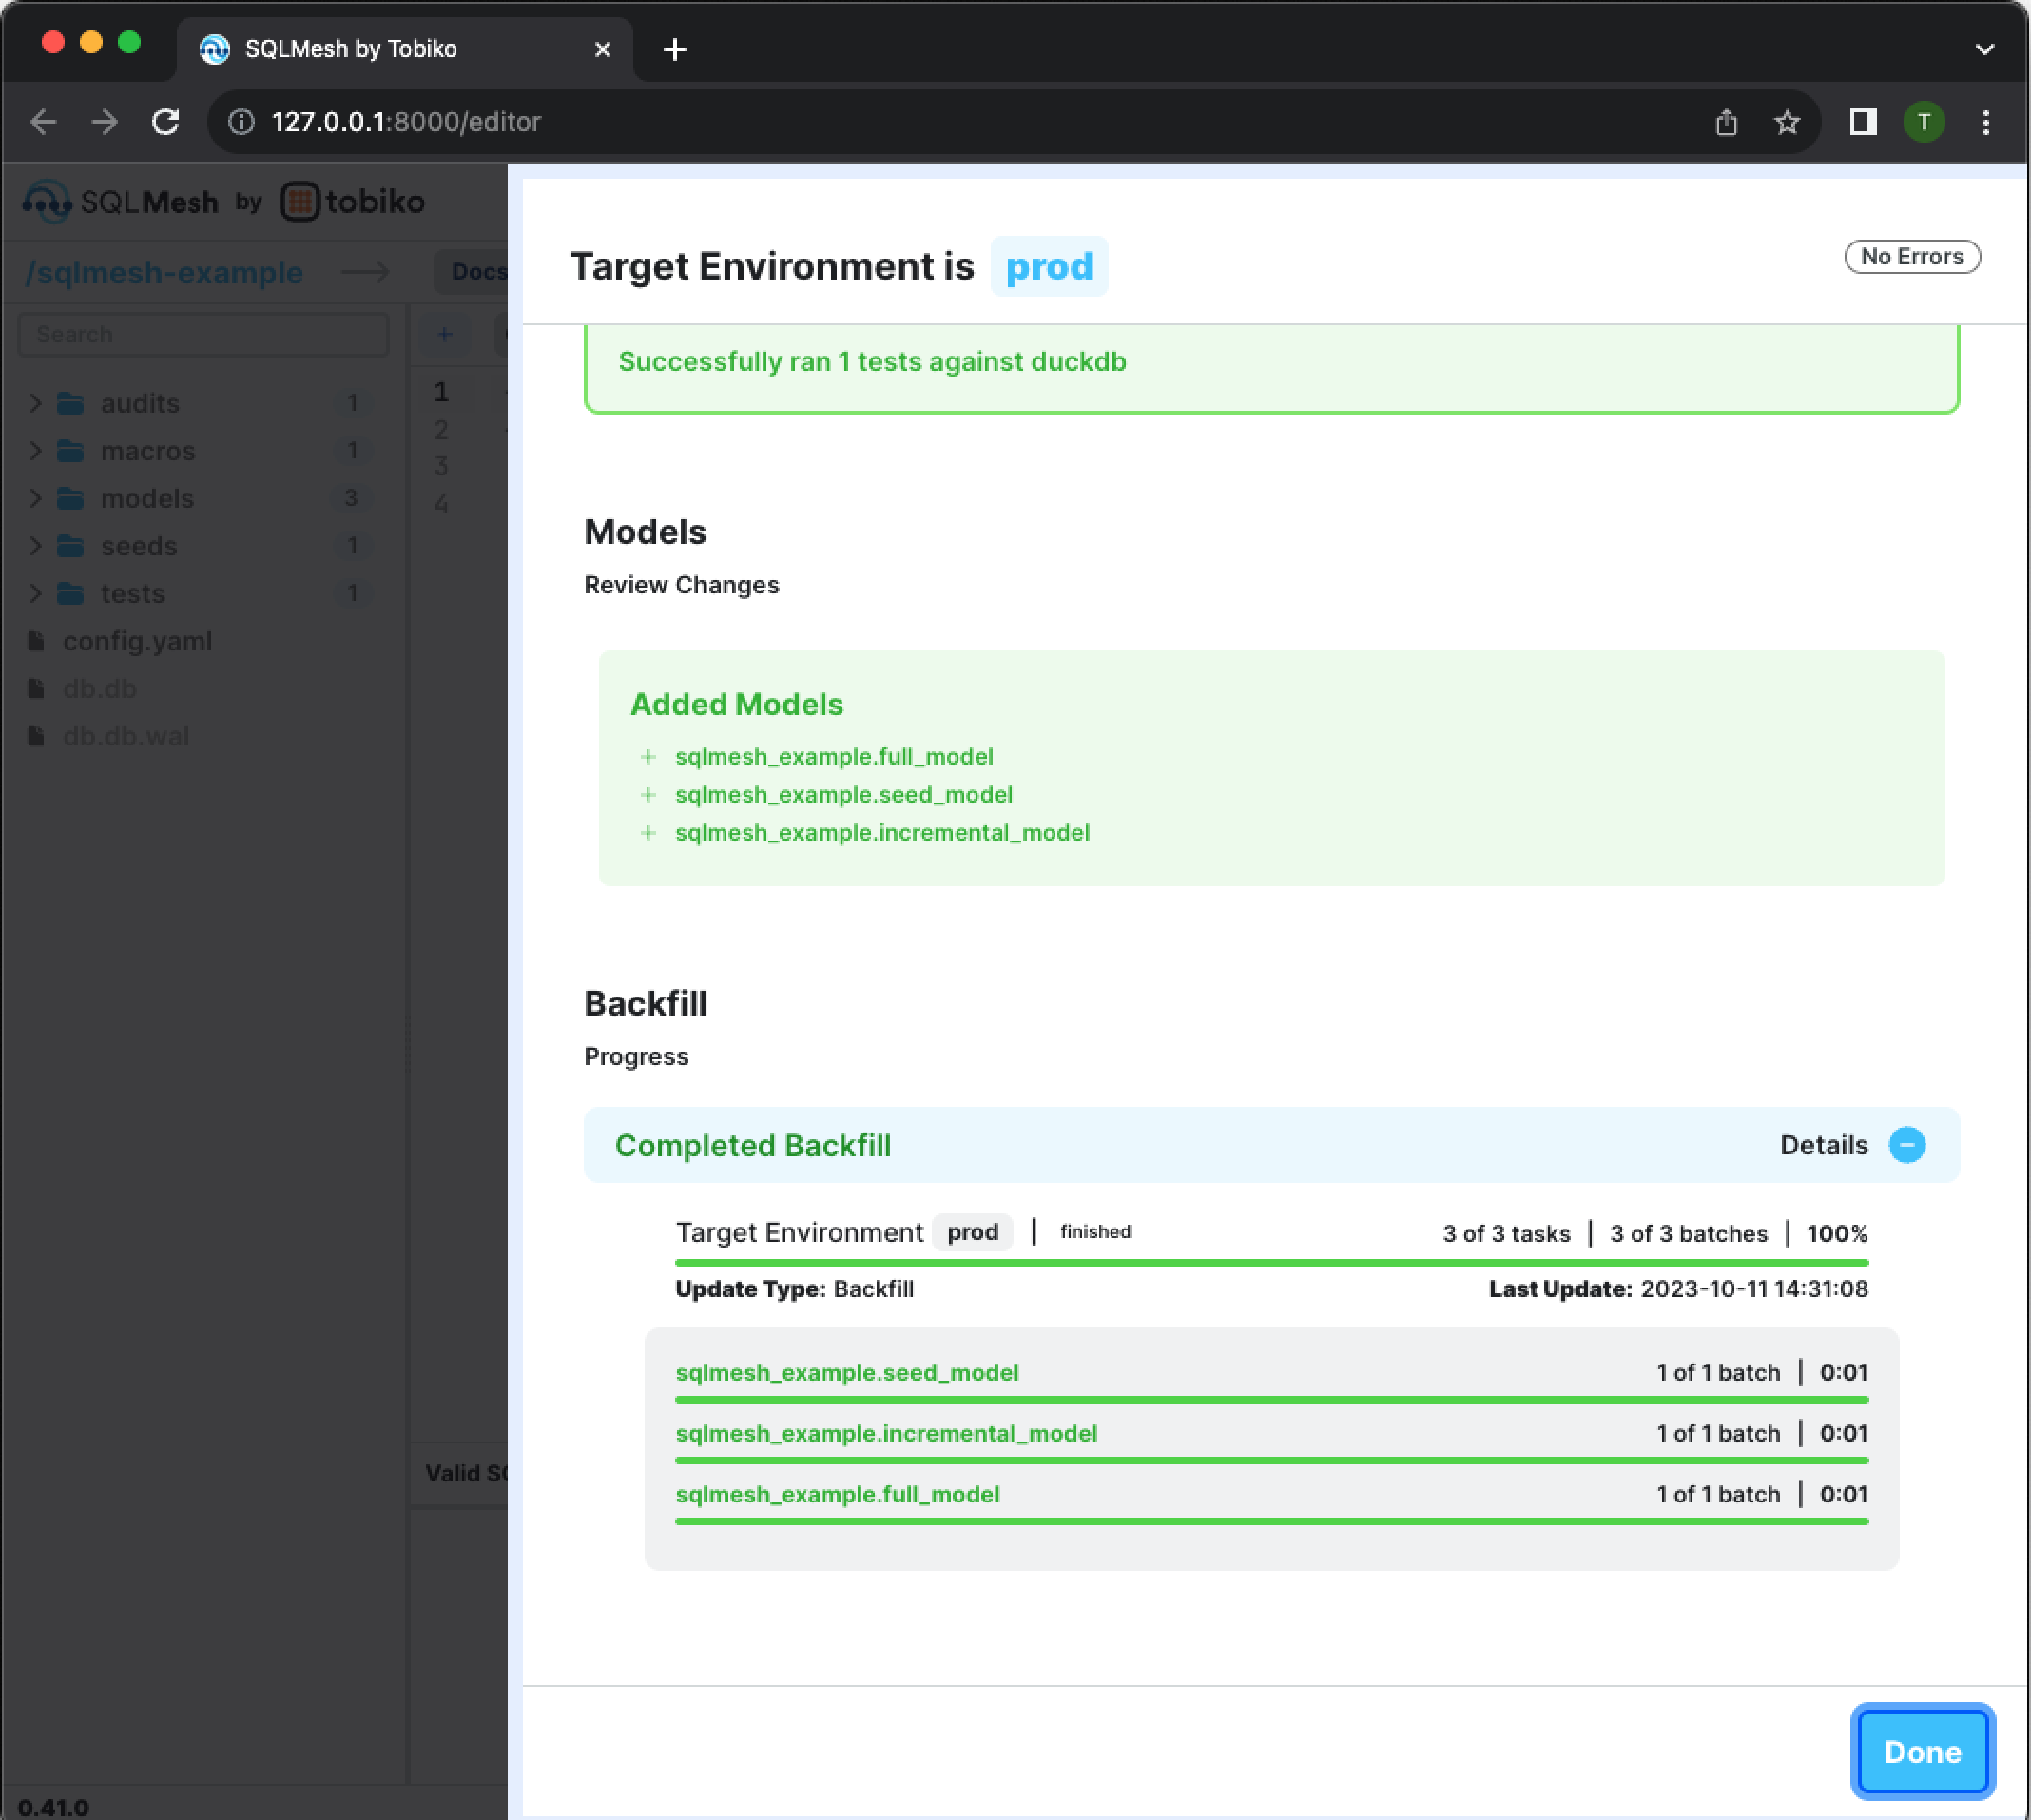 SQLMesh by Tobiko
127.0.0.1:8000/editor
T
SQLMesh by tobiko
/sqlmesh-example
Docs
Search
+
audits 1
macros 1
models 3
seeds 1
tests 1
config.yaml
db.db
db.db.wal
1
2
3
4
Valid
0.41.0
Target Environment is prod
No Errors
Successfully ran 1 tests against duckdb
Models
Review Changes
Added Models
+ sqlmesh_example.full_model
+ sqlmesh_example.seed_model
+ sqlmesh_example.incremental_model
Backfill
Progress
Completed Backfill
Details
Target Environment prod | finished
3 of 3 tasks | 3 of 3 batches | 100%
Update Type: Backfill
Last Update: 2023-10-11 14:31:08
sqlmesh_example.seed_model
1 of 1 batch | 0:01
sqlmesh_example.incremental_model
1 of 1 batch | 0:01
sqlmesh_example.full_model
1 of 1 batch | 0:01
Done